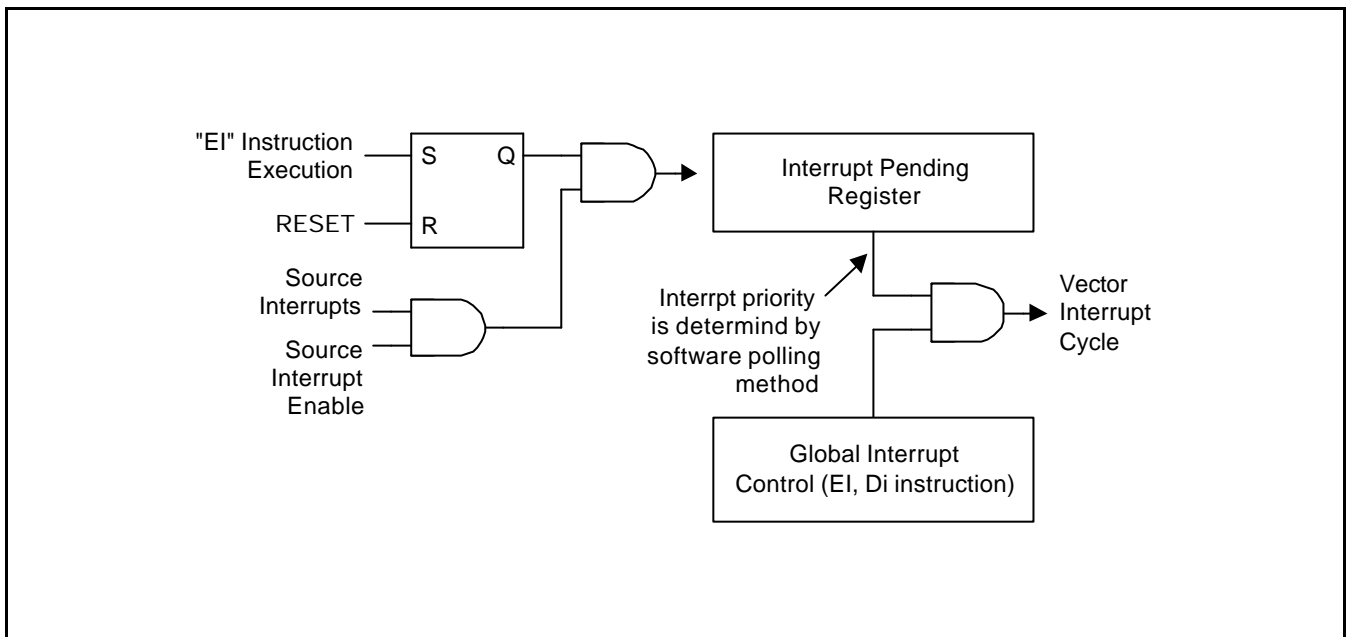 "EI" Instruction
Execution
S
Q
RESET
R
Source
Interrupts
Source
Interrupt
Enable
Interrupt Pending
Register
Interrpt priority
is determind by
software polling
method
Vector
Interrupt
Cycle
Global Interrupt
Control (EI, Di instruction)